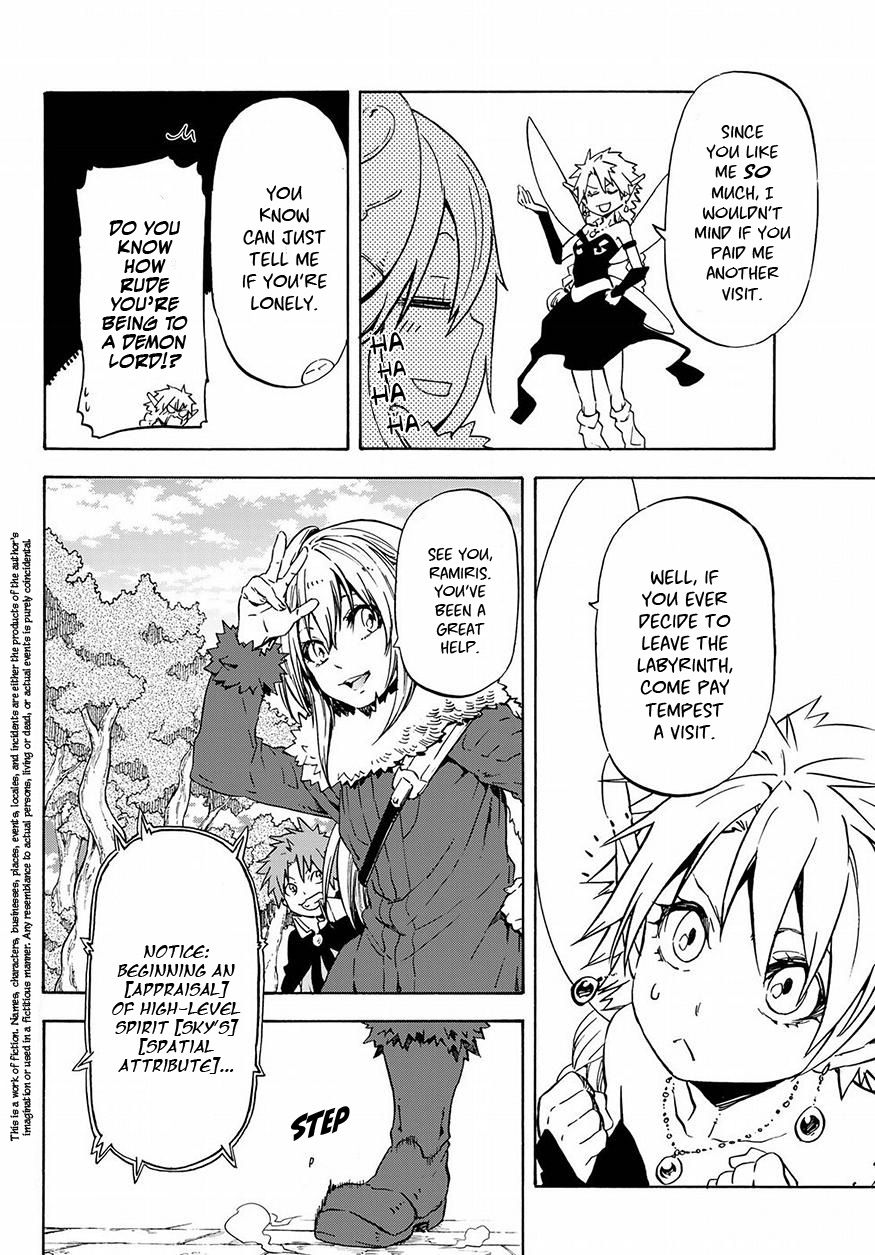 SINCE
YOU LIKE
ME SO
MUCH, I
WOULDN'T
MIND IF YOU
PAID ME
ANOTHER
VISIT.
HA
HA
HA
HA
YOU
KNOW
CAN JUST
TELL ME
IF YOU'RE
LONELY.
DO YOU
KNOW
HOW
RUDE
YOU'RE
BEING TO
A DEMON
LORD!?
WELL, IF
YOU EVER
DECIDE TO
LEAVE THE
LABYRINTH,
COME PAY
TEMPEST
A VISIT.
SEE YOU,
RAMIRIS.
YOU'VE
BEEN A
GREAT
HELP.
NOTICE:
BEGINNING AN
[APPRAISAL]
OF HIGH-LEVEL
SPIRIT [SKY'S]
[SPATIAL
ATTRIBUTE]...
STEP
P
This is a work of fiction. Names, characters, businesses, places, events, locales, and incidents are either the products of the author's
imagination or used in a fictitious manner. Any resemblance to actual persons, living or dead, or actual events is purely coincidental.